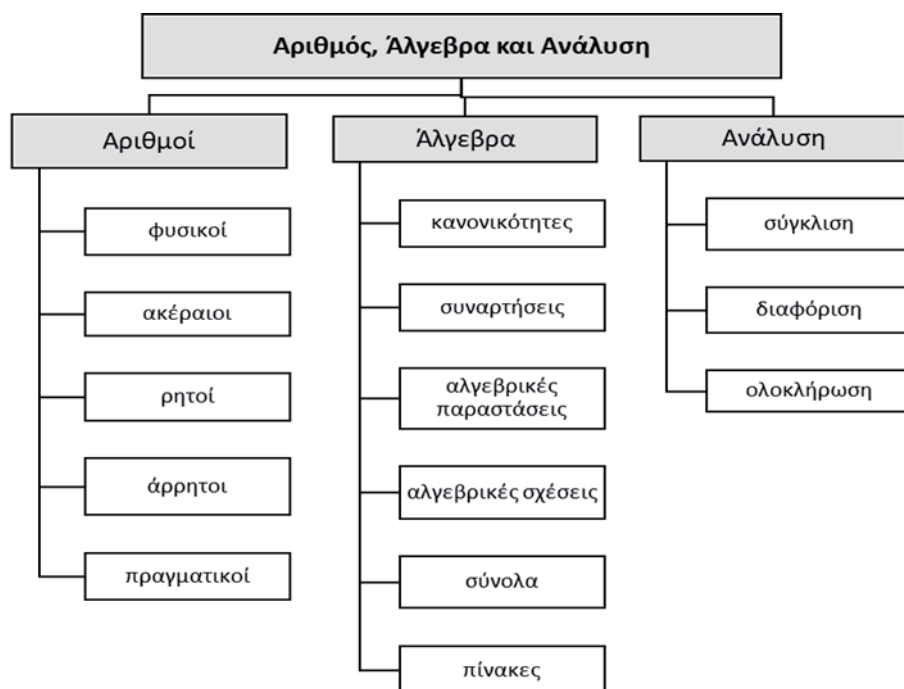 Αριθμός, Άλγεβρα και Ανάλυση
Αριθμοί
φυσικοί
ακέραιοι
ρητοί
άρρητοι
πραγματικοί
Άλγεβρα
κανονικότητες
συναρτήσεις
αλγεβρικές
παραστάσεις
αλγεβρικές σχέσεις
σύνολα
πίνακες
Ανάλυση
σύγκλιση
διαφόριση
ολοκλήρωση